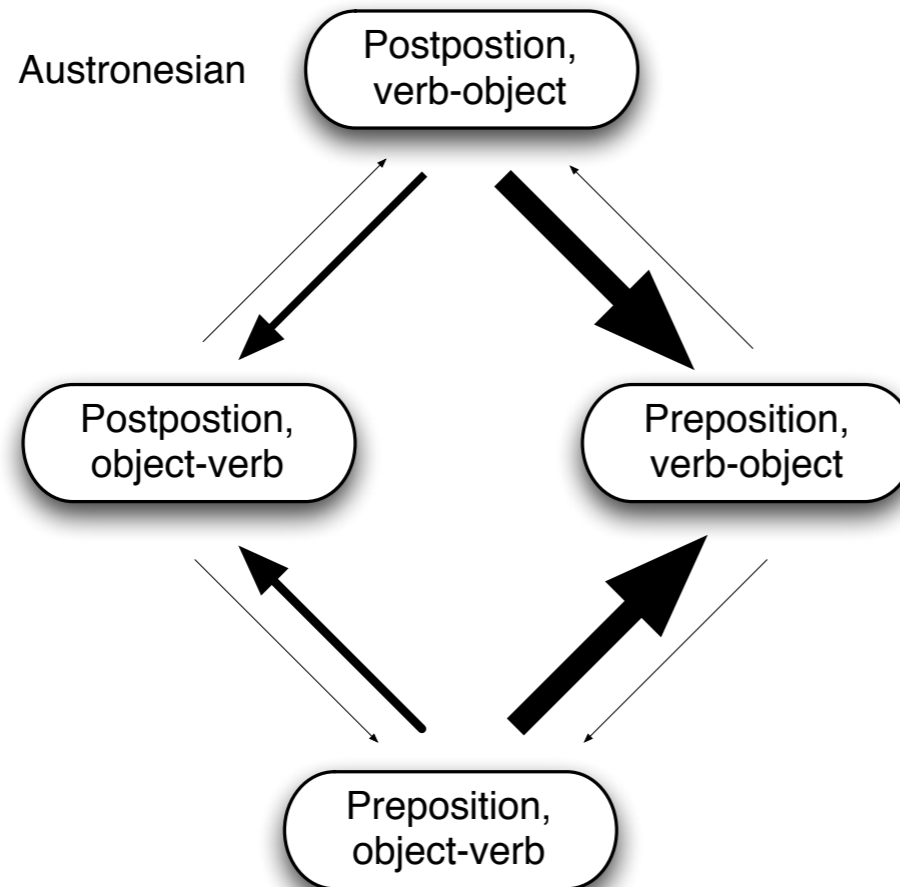 Austronesian
Postpostion,
verb-object
Postpostion,
object-verb
Preposition,
verb-object
Preposition,
object-verb